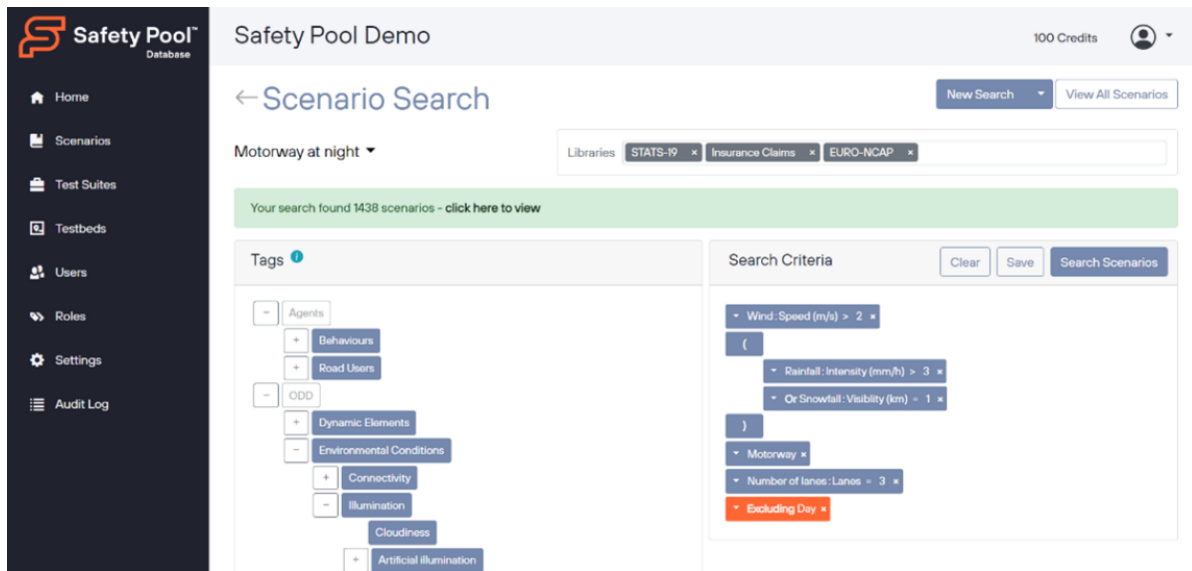 Safety Pool™
Database
Safety Pool Demo
100 Credits
Home
Scenarios
Test Suites
Testbeds
Users
Roles
Settings
Audit Log
←Scenario Search
New Search
View All Scenarios
Motorway at night
Libraries STATS-19 × Insurance Claims × EURO-NCAP ×
Your search found 1438 scenarios - click here to view
Tags i
- Agents
+ Behaviours
+ Road Users
- ODD
+ Dynamic Elements
- Environmental Conditions
+ Connectivity
- Illumination
Cloudiness
+ Artificial illumination
Search Criteria
Clear Save Search Scenarios
Wind:Speed (m/s) > 2 ×
(
Rainfall:Intensity (mm/h) > 3 ×
Or Snowfall:Visiblity (km) = 1 ×
)
Motorway ×
Number of lanes:Lanes = 3 ×
Excluding Day ×